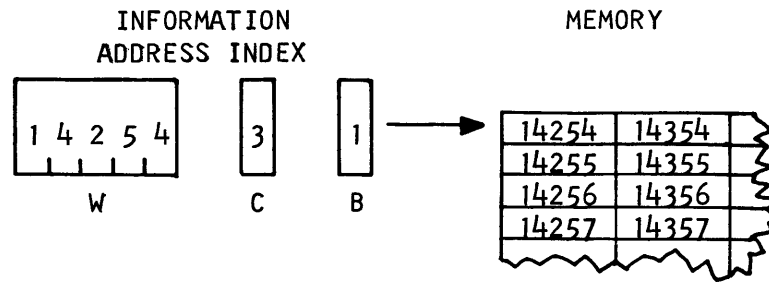 INFORMATION
ADDRESS INDEX
MEMORY
1 4 2 5 4
3
1
W
C
B
14254 14354
14255 14355
14256 14356
14257 14357